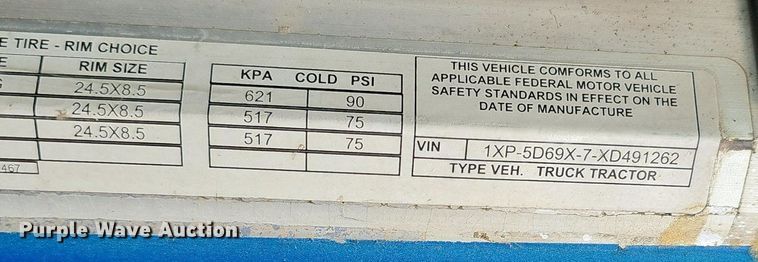 E TIRE - RIM CHOICE
E RIM SIZE
G 24.5X8.5
24.5X8.5
24.5X8.5
467
KPA COLD PSI
621 90
517 75
517 75
THIS VEHICLE COMFORMS TO ALL
APPLICABLE FEDERAL MOTOR VEHICLE
SAFETY STANDARDS IN EFFECT ON THE
DATE OF MANUFACTURE
VIN 1XP-5D69X-7-XD491262
TYPE VEH. TRUCK TRACTOR
Purple Wave Auction